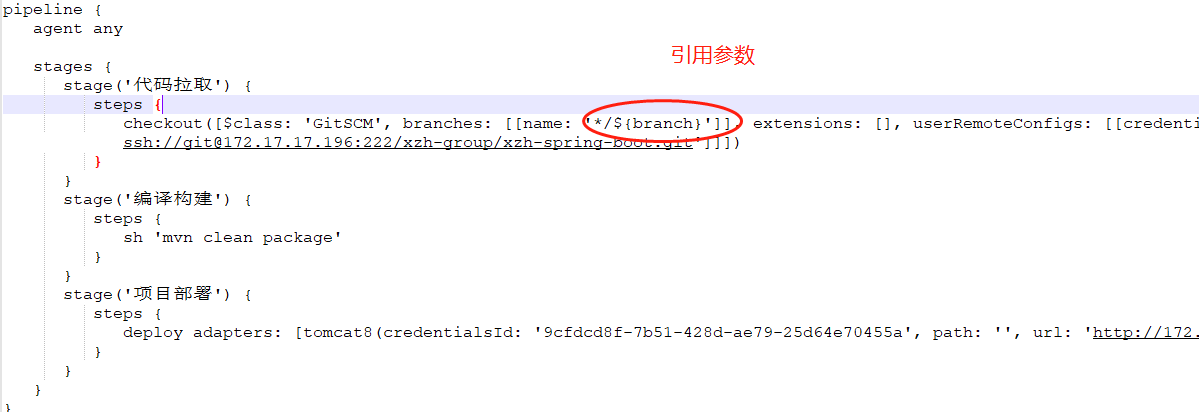 pipeline {
agent any
引用参数
stages {
stage('代码拉取') {
steps {
checkout([$class: 'GitSCM', branches: [[name: '*/${branch}']], extensions: [], userRemoteConfigs: [[credenti
ssh://git@172.17.17.196:222/xzh-group/xzh-spring-boot.git']]])
}
}
stage('编译构建') {
steps {
sh 'mvn clean package'
}
}
stage('项目部署') {
steps {
deploy adapters: [tomcat8(credentialsId: '9cfdcd8f-7b51-428d-ae79-25d64e70455a', path: '', url: 'http://172.
}
}
}
}